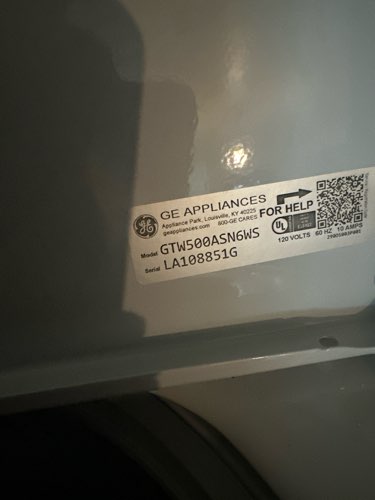 GE APPLIANCES
Appliance Park, Louisville, KY 40225
geappliances.com 800-GE CARES
FOR HELP
Model GTW500ASN6WS
Serial LA108851G
UL
120 VOLTS 60 HZ 10 AMPS